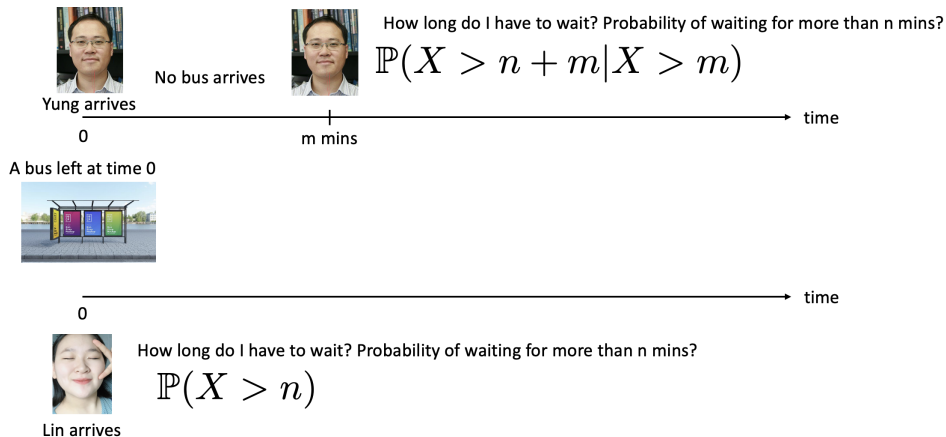 How long do I have to wait? Probability of waiting for more than n mins?
ℙ(X > n + m|X > m)
No bus arrives
Yung arrives
time
0
m mins
A bus left at time 0
time
0
How long do I have to wait? Probability of waiting for more than n mins?
ℙ(X > n)
Lin arrives